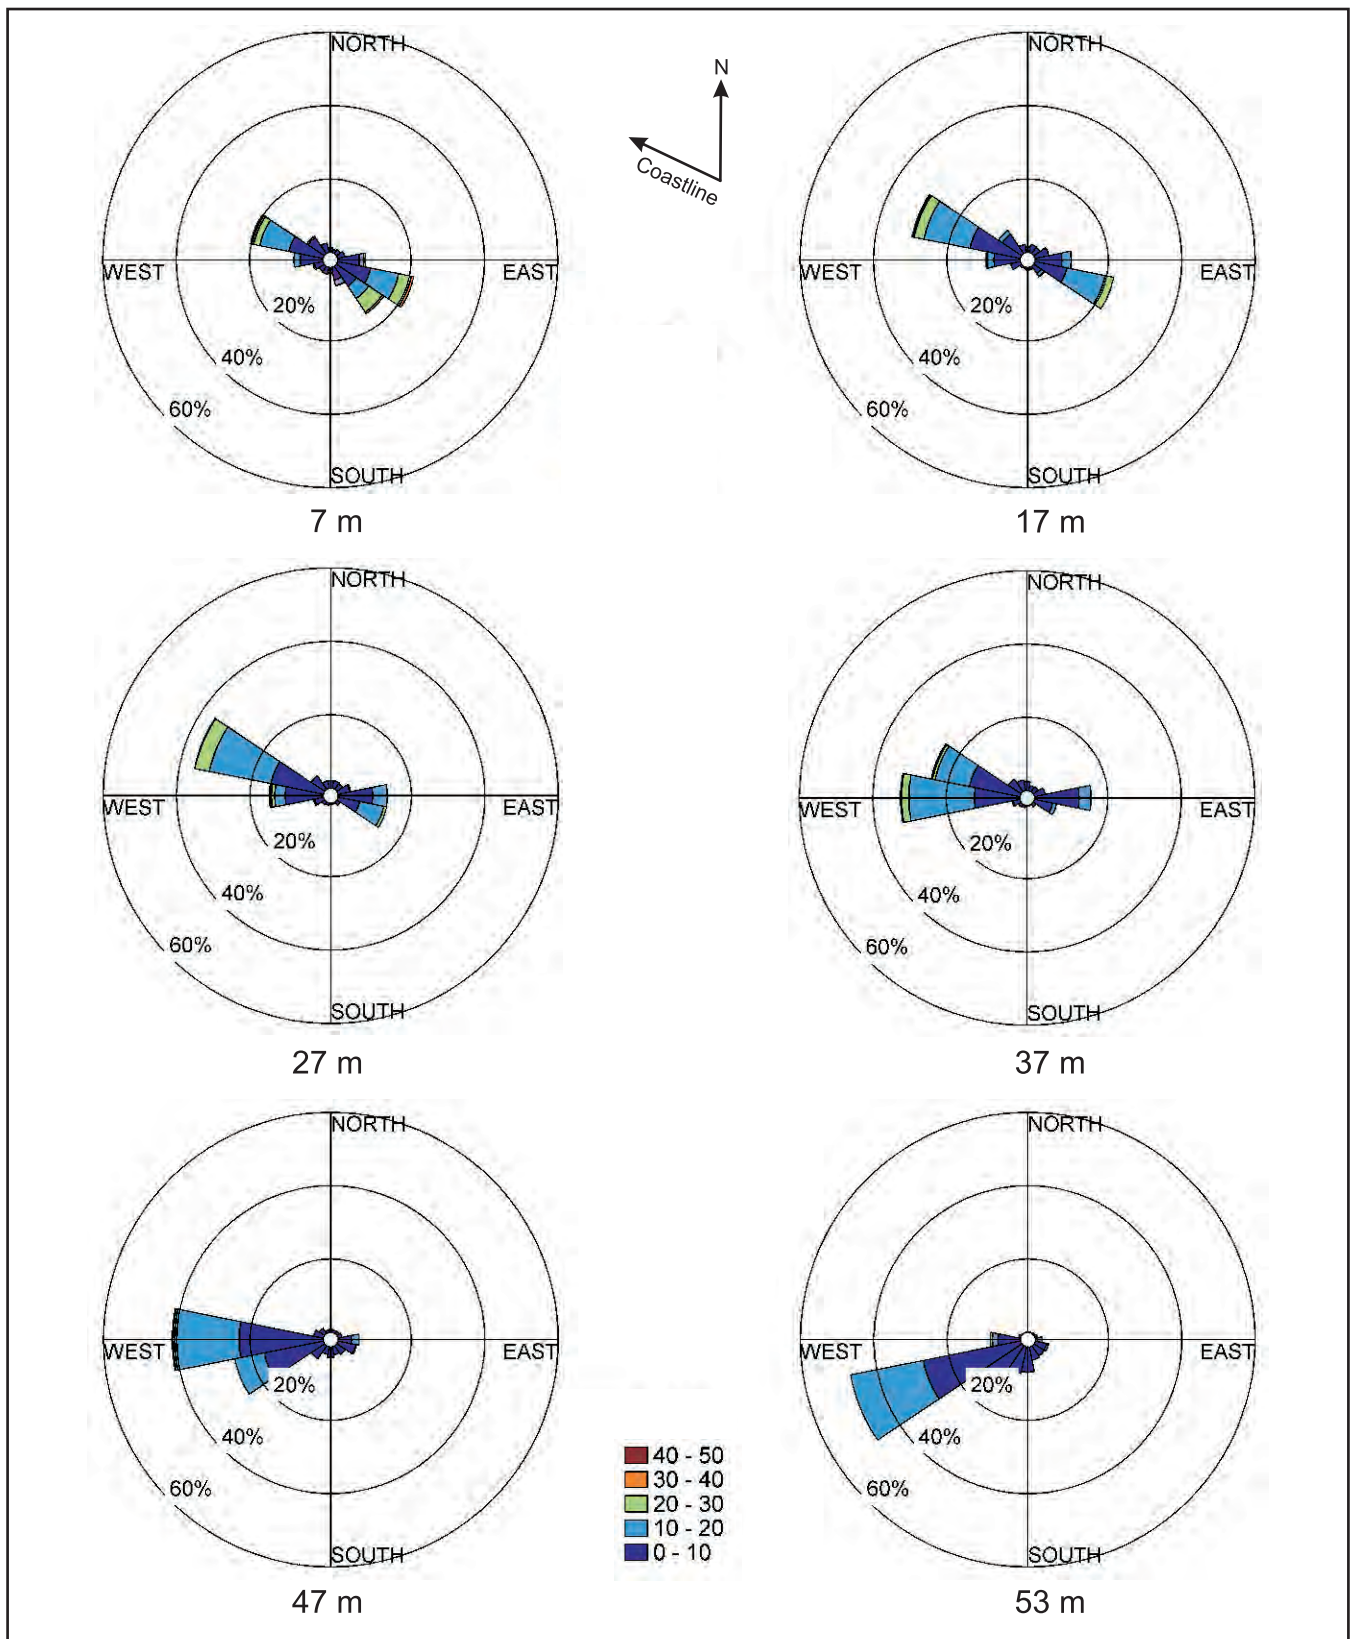 NORTH
WEST
EAST
20%
40%
60%
SOUTH
7 m
N
Coastline
NORTH
WEST
EAST
20%
40%
60%
SOUTH
17 m
NORTH
WEST
EAST
20%
40%
60%
SOUTH
27 m
NORTH
WEST
EAST
20%
40%
60%
SOUTH
37 m
NORTH
WEST
EAST
20%
40%
60%
SOUTH
47 m
NORTH
WEST
EAST
20%
40%
60%
SOUTH
53 m
40 - 50
30 - 40
20 - 30
10 - 20
0 - 10